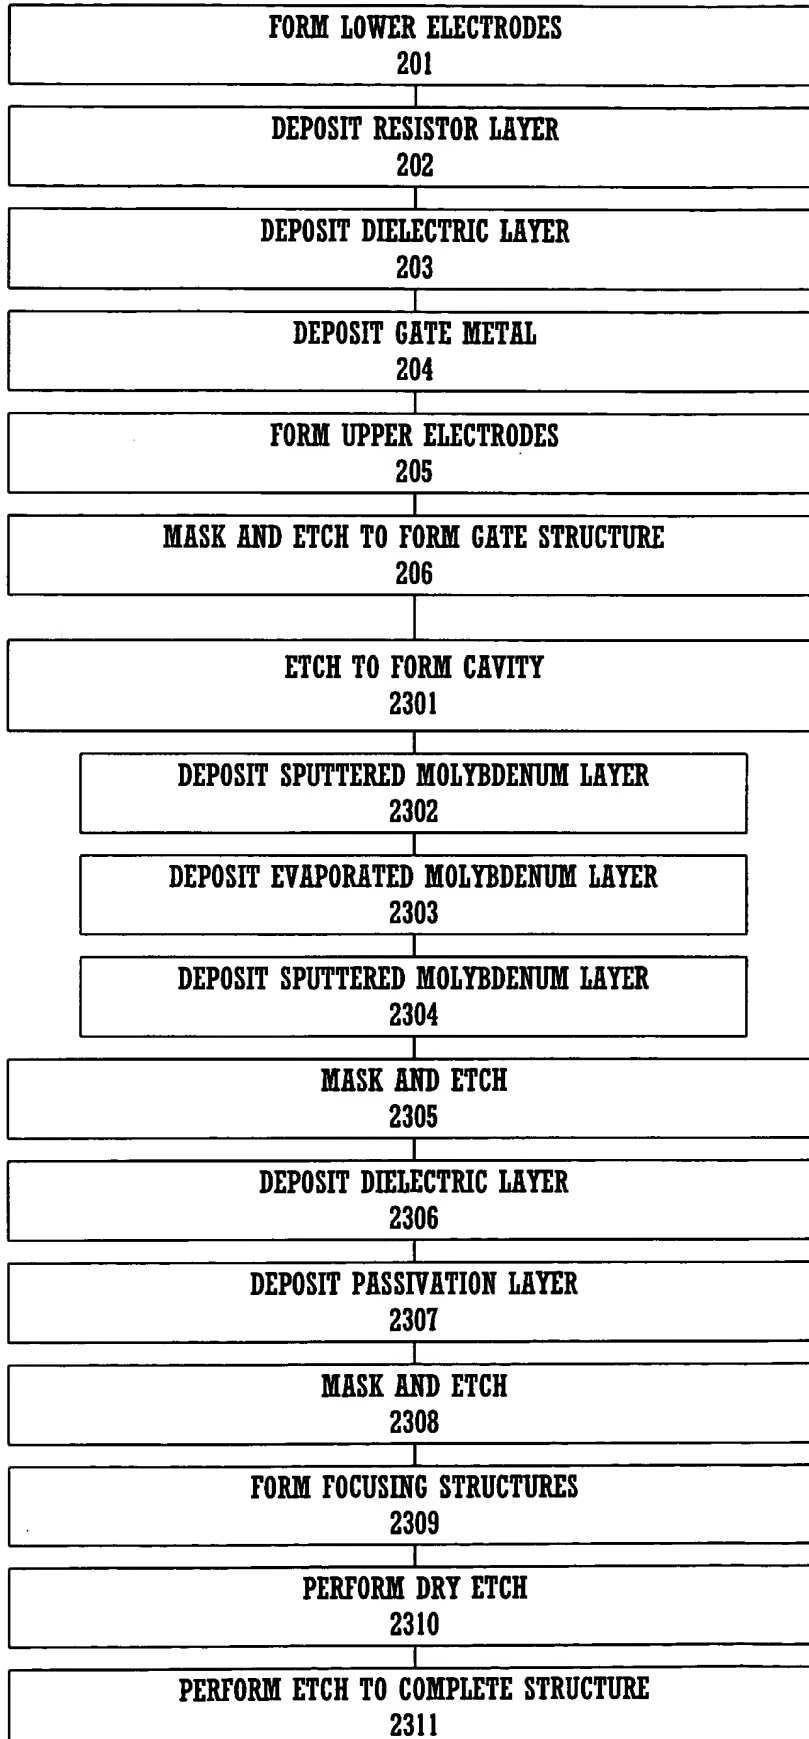 FORM LOWER ELECTRODES
201
DEPOSIT RESISTOR LAYER
202
DEPOSIT DIELECTRIC LAYER
203
DEPOSIT GATE METAL
204
FORM UPPER ELECTRODES
205
MASK AND ETCH TO FORM GATE STRUCTURE
206
ETCH TO FORM CAVITY
2301
DEPOSIT SPUTTERED MOLYBDENUM LAYER
2302
DEPOSIT EVAPORATED MOLYBDENUM LAYER
2303
DEPOSIT SPUTTERED MOLYBDENUM LAYER
2304
MASK AND ETCH
2305
DEPOSIT DIELECTRIC LAYER
2306
DEPOSIT PASSIVATION LAYER
2307
MASK AND ETCH
2308
FORM FOCUSING STRUCTURES
2309
PERFORM DRY ETCH
2310
PERFORM ETCH TO COMPLETE STRUCTURE
2311